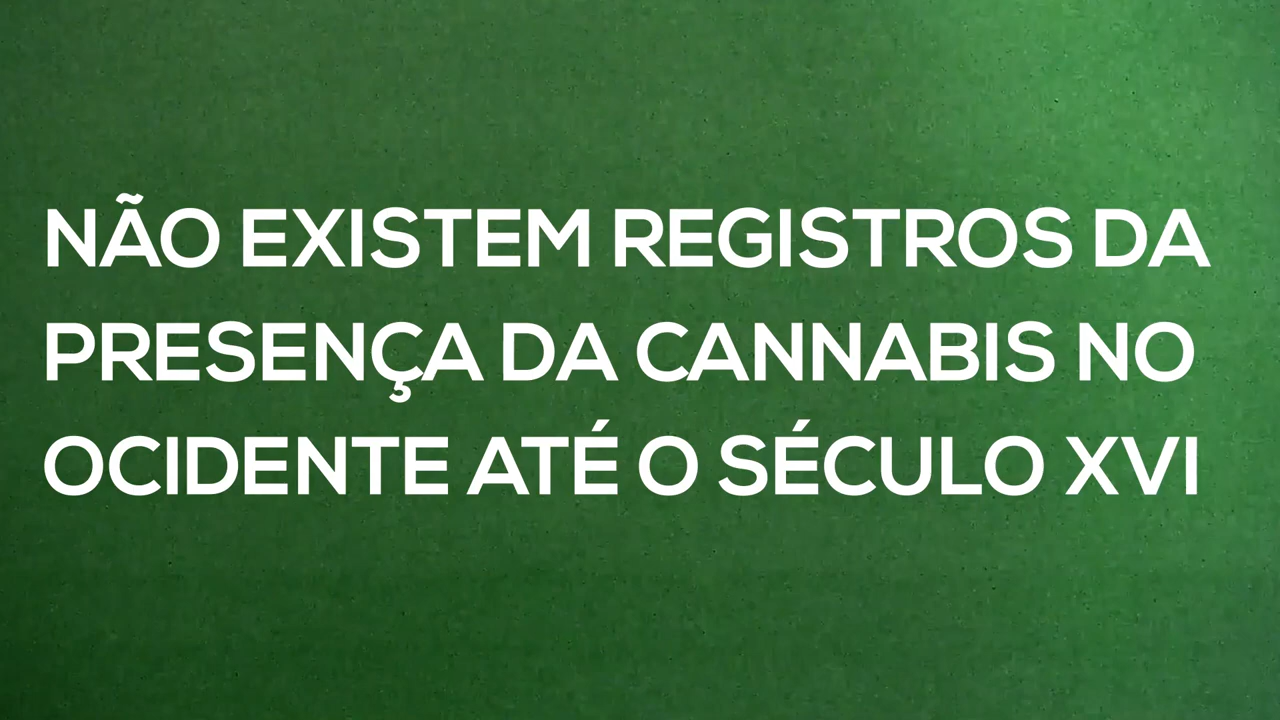 NÃO EXISTEM REGISTROS DA
PRESENÇA DA CANNABIS NO
OCIDENTE ATÉ O SÉCULO XVI